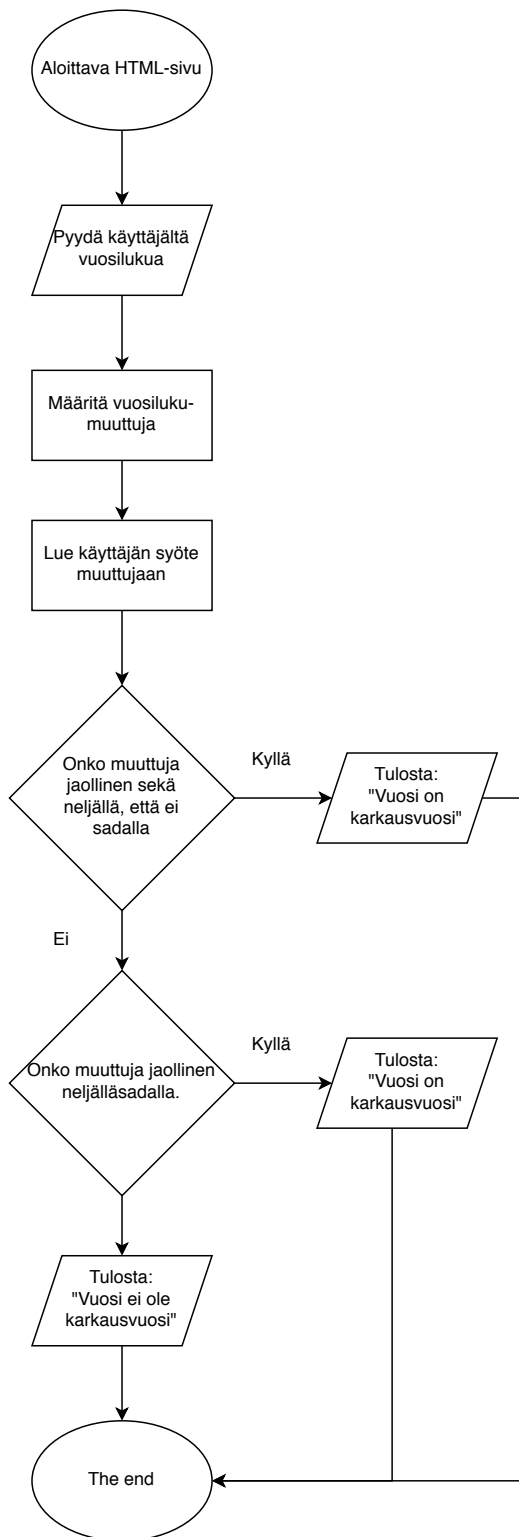 Aloittava HTML-sivu
Pyydä käyttäjältä
vuosilukua
Määritä vuosiluku-
muuttuja
Lue käyttäjän syöte
muuttujaan
Onko muuttuja
jaollinen sekä
neljällä, että ei
sadalla
Kyllä
Tulosta:
"Vuosi on
karkausvuosi"
Ei
Onko muuttuja jaollinen
neljälläsadalla.
Kyllä
Tulosta:
"Vuosi on
karkausvuosi"
Tulosta:
"Vuosi ei ole
karkausvuosi"
The end